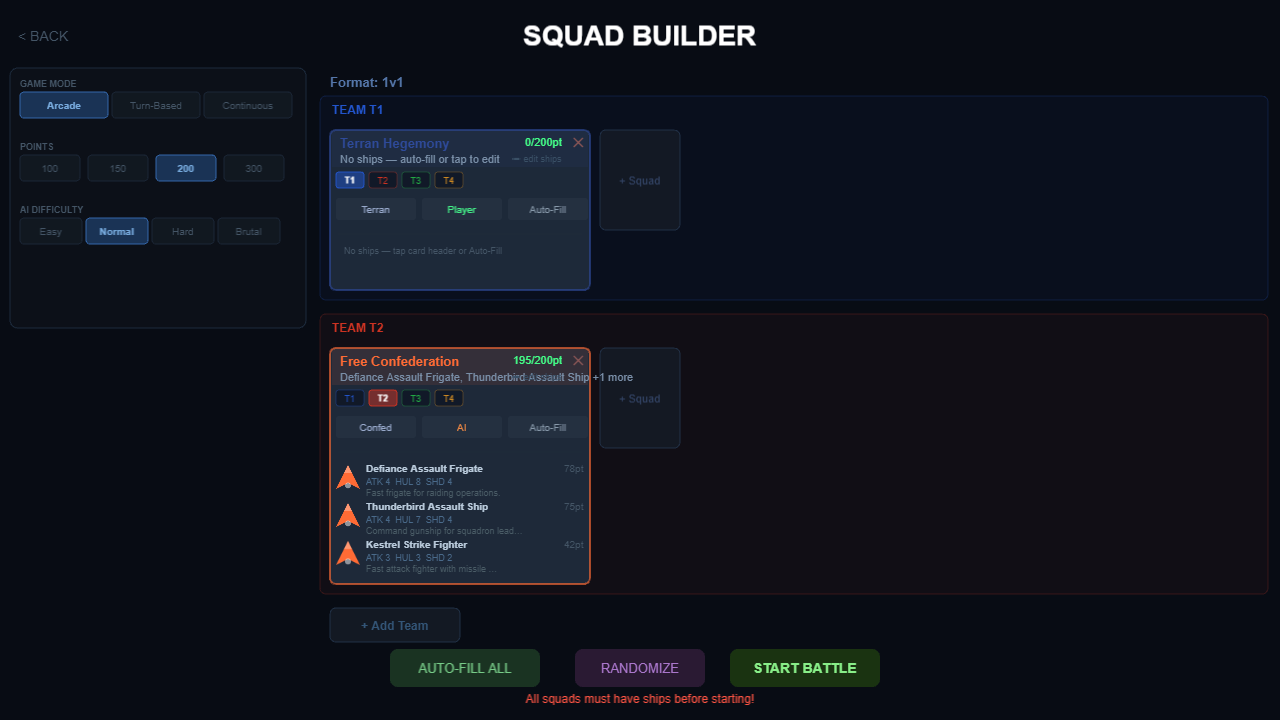 < BACK
SQUAD BUILDER
GAME MODE
Arcade
Turn-Based
Continuous
POINTS
100
150
200
300
AI DIFFICULTY
Easy
Normal
Hard
Brutal
Format: 1v1
TEAM T1
Terran Hegemony
0/200pt
No ships — auto-fill or tap to edit
edit ships
T1
T2
T3
T4
Terran
Player
Auto-Fill
No ships — tap card header or Auto-Fill
+ Squad
TEAM T2
Free Confederation
195/200pt
Defiance Assault Frigate, Thunderbird Assault Ship +1 more
T1
T2
T3
T4
Confed
AI
Auto-Fill
Defiance Assault Frigate
78pt
ATK 4 HUL 8 SHD 4
Fast frigate for raiding operations.
Thunderbird Assault Ship
75pt
ATK 4 HUL 7 SHD 4
Command gunship for squadron lead...
Kestrel Strike Fighter
42pt
ATK 3 HUL 3 SHD 2
Fast attack fighter with missile ...
+ Squad
+ Add Team
AUTO-FILL ALL
RANDOMIZE
START BATTLE
All squads must have ships before starting!